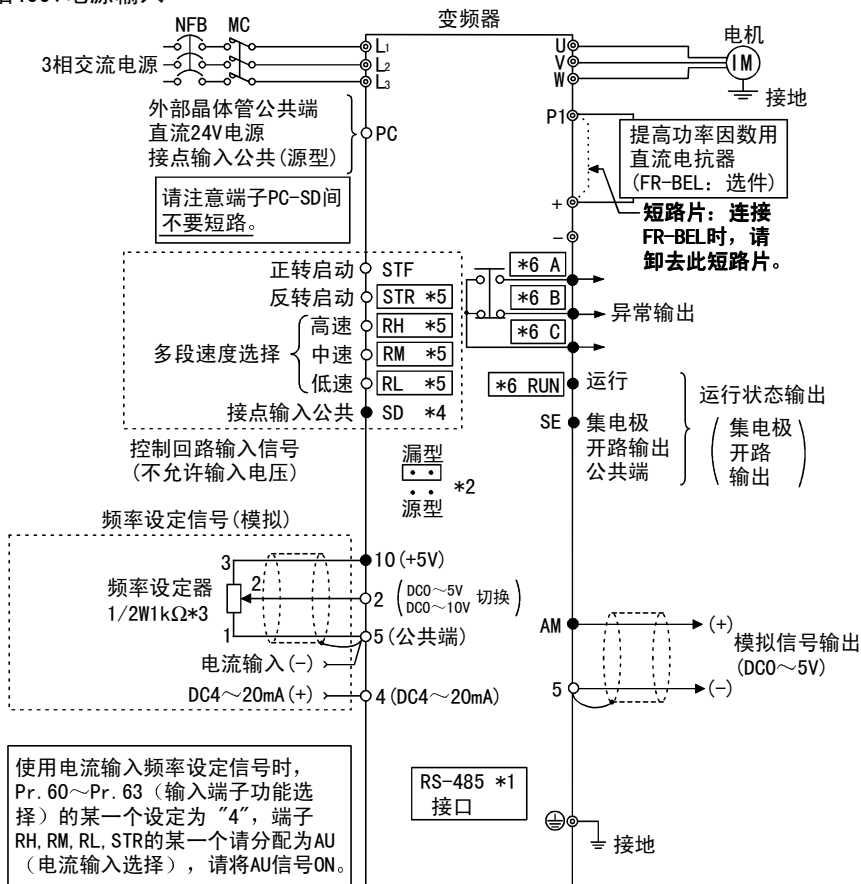 变频器
NFB MC
3相交流电源
L1
L2
L3
U
V
W
电机
IM
接地
外部晶体管公共端
直流24V电源
接点输入公共(源型)
PC
请注意端子PC-SD间
不要短路。
P1
+
-
提高功率因数用
直流电抗器
(FR-BEL: 选件)
短路片: 连接
FR-BEL时，请
卸去此短路片。
正转启动 STF
反转启动 STR *5
多段速度选择
高速 RH *5
中速 RM *5
低速 RL *5
接点输入公共 SD *4
控制回路输入信号
(不允许输入电压)
*6 A
*6 B
*6 C
异常输出
*6 RUN 运行
SE 集电极
开路输出
公共端
运行状态输出
(集电极
开路
输出)
漏型
*2
源型
频率设定信号(模拟)
频率设定器
1/2W1kΩ*3
3
2
1
10(+5V)
2 (DC0～5V
DC0～10V 切换)
5(公共端)
电流输入(-)
DC4～20mA(+)
4(DC4～20mA)
AM
(+)
模拟信号输出
(DC0～5V)
5
(-)
使用电流输入频率设定信号时，
Pr.60～Pr.63（输入端子功能选
择）的某一个设定为 "4"，端子
RH,RM,RL,STR的某一个请分配为AU
（电流输入选择），请将AU信号ON。
RS-485 *1
接口
接地